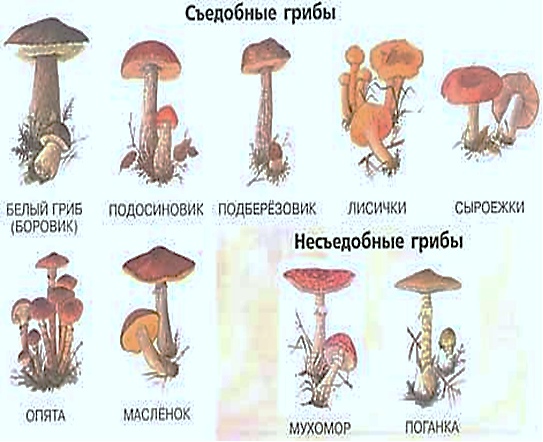 Съедобные грибы
БЕЛЫЙ ГРИБ
(БОРОВИК)
ПОДОСИНОВИК
ПОДБЕРЁЗОВИК
ЛИСИЧКИ
СЫРОЕЖКИ
Несъедобные грибы
ОПЯТА
МАСЛЁНОК
МУХОМОР
ПОГАНКА